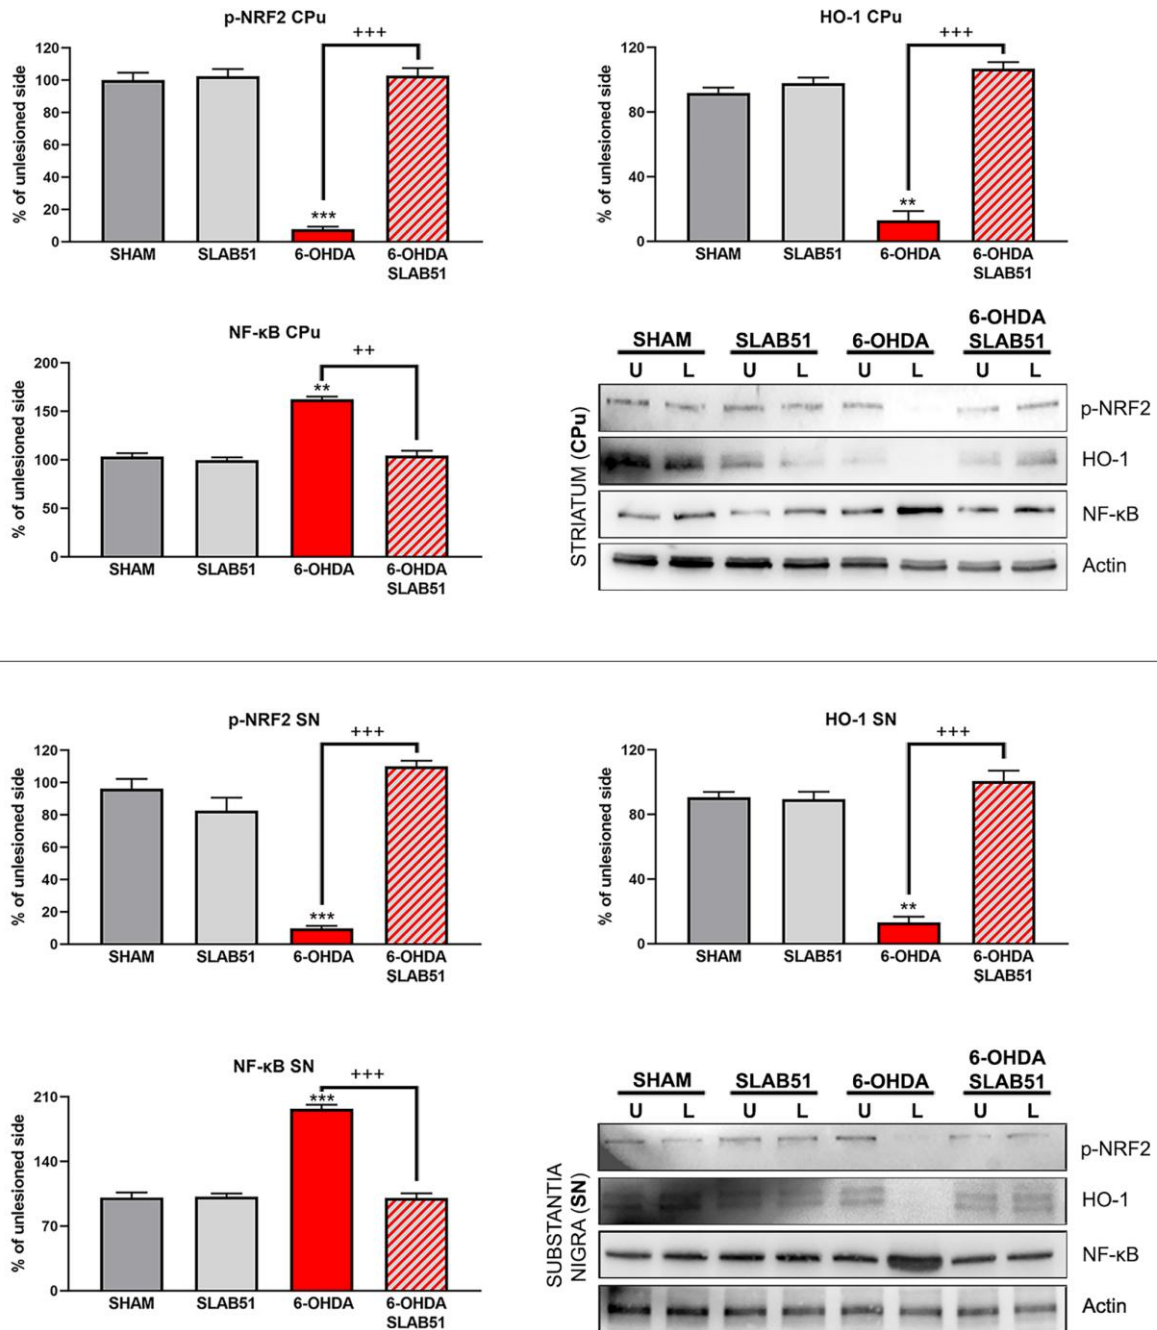 p-NRF2 CPu
+++
120
100
80
60
40
20
0
% of unlesioned side
***
SHAM SLAB51 6-OHDA 6-OHDA
SLAB51
HO-1 CPu
+++
120
80
40
0
% of unlesioned side
**
SHAM SLAB51 6-OHDA 6-OHDA
SLAB51
NF-κB CPu
++
200
150
100
50
0
% of unlesioned side
**
SHAM SLAB51 6-OHDA 6-OHDA
SLAB51
SHAM SLAB51 6-OHDA 6-OHDA
SLAB51
U L U L U L U L
STRIATUM (CPu)
p-NRF2
HO-1
NF-κB
Actin
p-NRF2 SN
+++
120
100
80
60
40
20
0
% of unlesioned side
***
SHAM SLAB51 6-OHDA 6-OHDA
SLAB51
HO-1 SN
+++
120
80
40
0
% of unlesioned side
**
SHAM SLAB51 6-OHDA 6-OHDA
SLAB51
NF-κB SN
+++
210
140
70
0
% of unlesioned side
***
SHAM SLAB51 6-OHDA 6-OHDA
SLAB51
SHAM SLAB51 6-OHDA 6-OHDA
SLAB51
U L U L U L U L
SUBSTANTIA
NIGRA (SN)
p-NRF2
HO-1
NF-κB
Actin